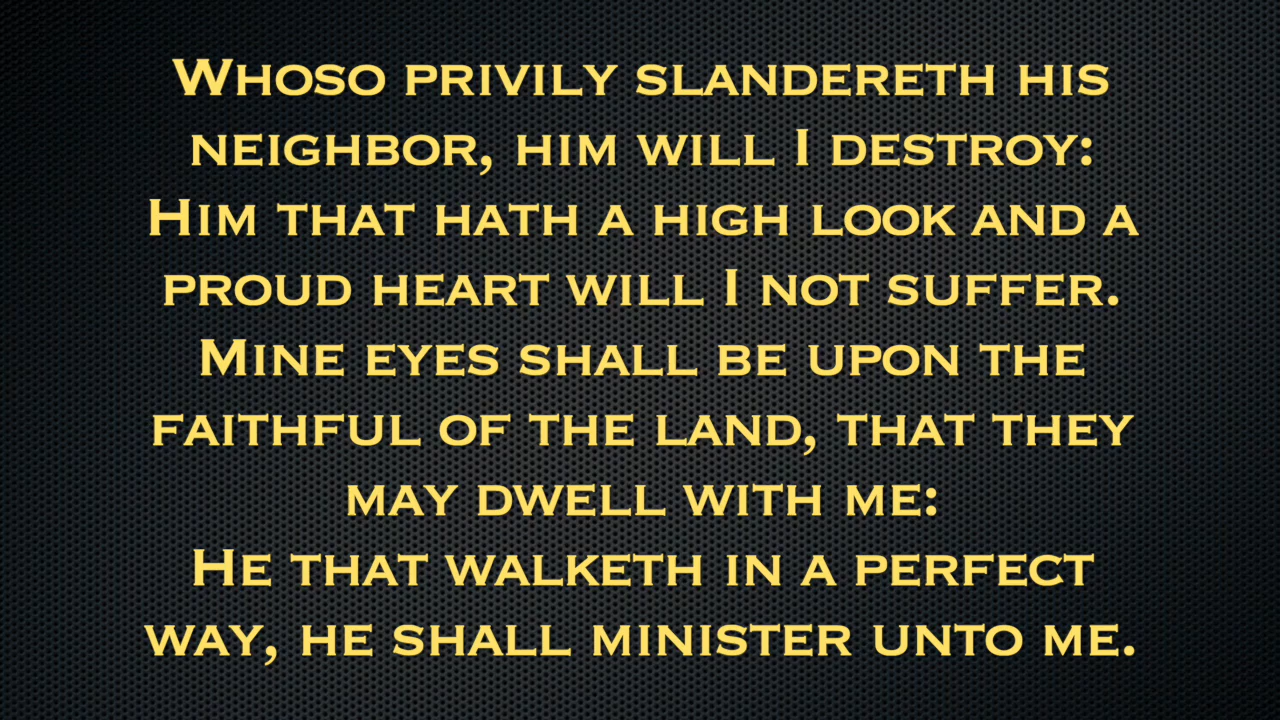 Whoso privily slandereth his
neighbor, him will I destroy:
Him that hath a high look and a
proud heart will I not suffer.
Mine eyes shall be upon the
faithful of the land, that they
may dwell with me:
He that walketh in a perfect
way, he shall minister unto me.